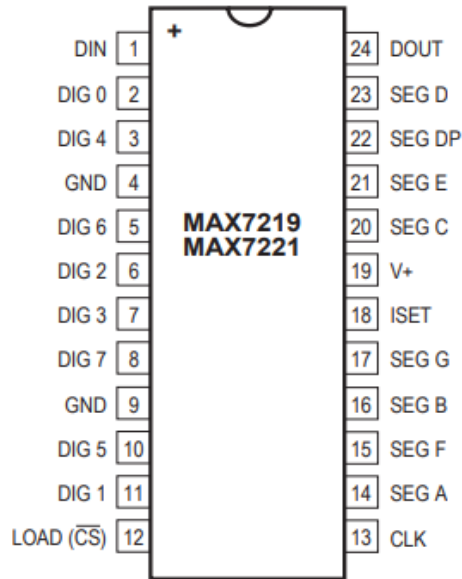 +
DIN 1 24 DOUT
DIG 0 2 23 SEG D
DIG 4 3 22 SEG DP
GND 4 21 SEG E
DIG 6 5 MAX7219 20 SEG C
MAX7221
DIG 2 6 19 V+
DIG 3 7 18 ISET
DIG 7 8 17 SEG G
GND 9 16 SEG B
DIG 5 10 15 SEG F
DIG 1 11 14 SEG A
LOAD (C̅S̅) 12 13 CLK